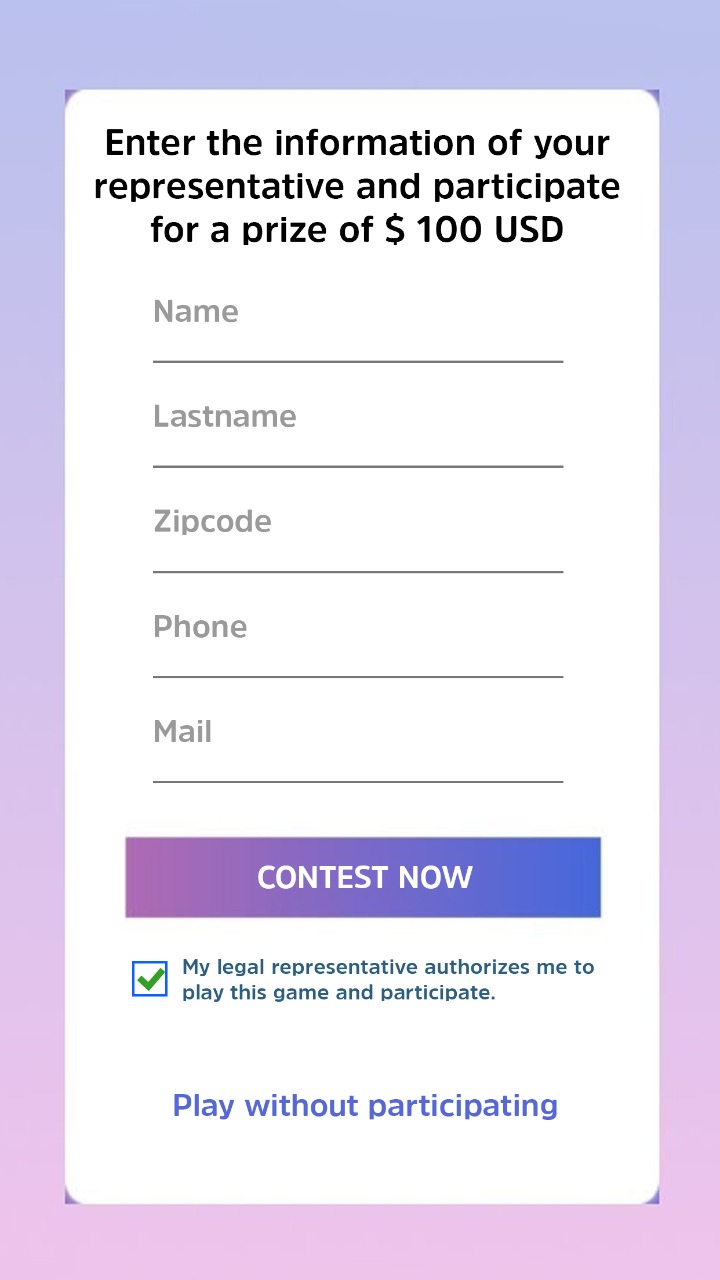 Enter the information of your
representative and participate
for a prize of $ 100 USD
Name
Lastname
Zipcode
Phone
Mail
CONTEST NOW
My legal representative authorizes me to
play this game and participate.
Play without participating